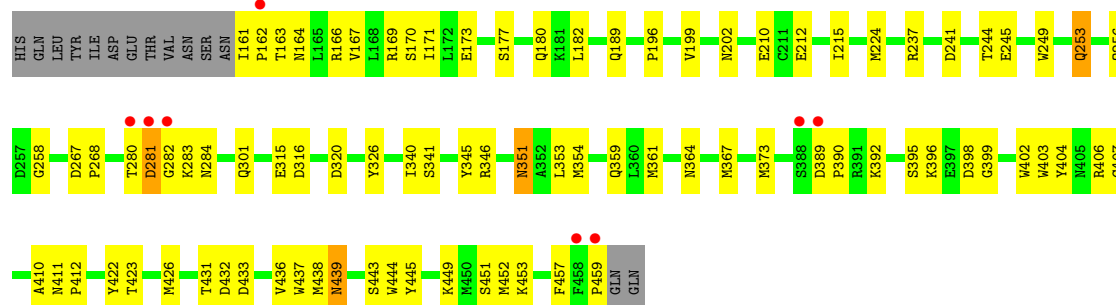 HIS GLN LEU TYR ILE ASP GLU THR VAL ASN SER ASN I161 P162 T163 N164 L165 R166 V167 L168 R169 S170 I171 L172 E173 S177 Q180 K181 L182 Q189 P196 V199 N202 E210 C211 E212 I215 M224 R237 D241 T244 E245 W249 Q253
D257 G258 D267 P268 T280 D281 G282 K283 N284 Q301 E315 D316 D320 Y326 I340 S341 Y345 R346 N351 A352 L353 M354 Q359 L360 M361 N364 M367 M373 S388 D389 P390 R391 K392 S395 K396 E397 D398 G399 W402 W403 Y404 N405 R406
A410 N411 P412 Y422 T423 M426 T431 D432 D433 V436 W437 M438 N439 S443 W444 Y445 K449 M450 S451 M452 K453 F457 F458 P459 GLN GLN